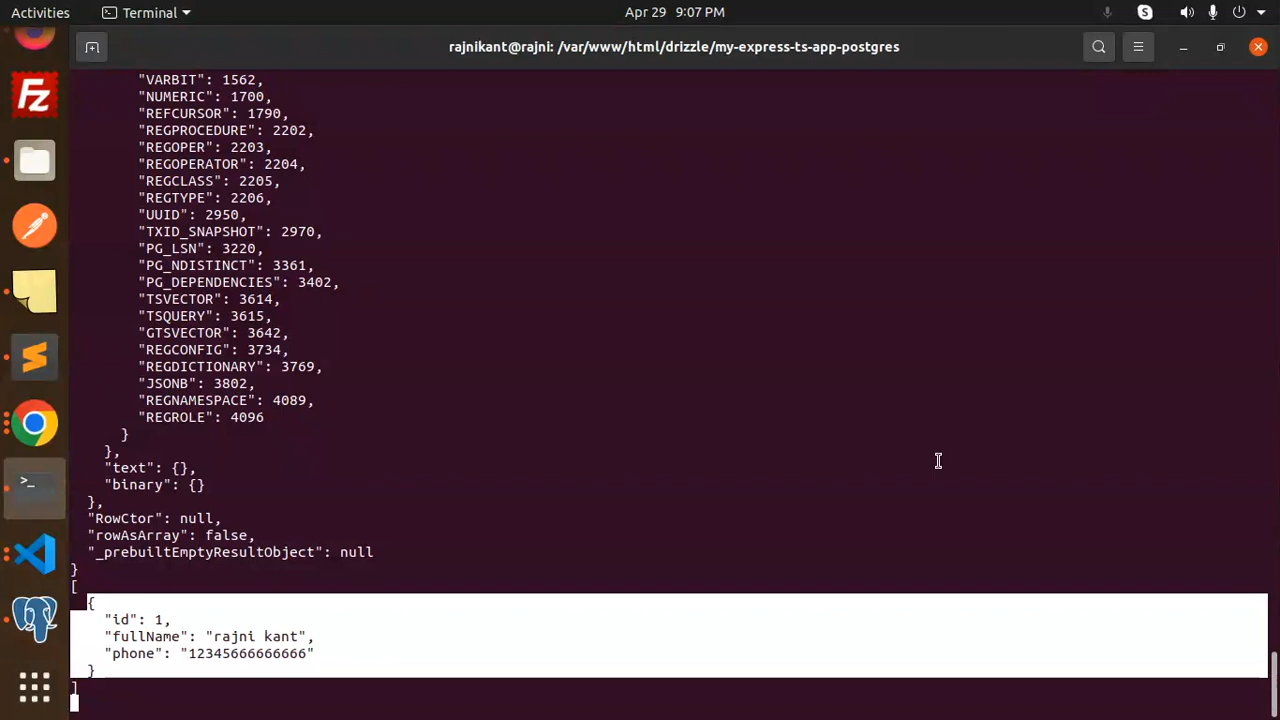 Activities
Terminal
Apr 29 9:07 PM
rajnikant@rajni: /var/www/html/drizzle/my-express-ts-app-postgres
"VARBIT": 1562,
"NUMERIC": 1700,
"REFCURSOR": 1790,
"REGPROCEDURE": 2202,
"REGOPER": 2203,
"REGOPERATOR": 2204,
"REGCLASS": 2205,
"REGTYPE": 2206,
"UUID": 2950,
"TXID_SNAPSHOT": 2970,
"PG_LSN": 3220,
"PG_NDISTINCT": 3361,
"PG_DEPENDENCIES": 3402,
"TSVECTOR": 3614,
"TSQUERY": 3615,
"GTSVECTOR": 3642,
"REGCONFIG": 3734,
"REGDICTIONARY": 3769,
"JSONB": 3802,
"REGNAMESPACE": 4089,
"REGROLE": 4096
}
},
"text": {},
"binary": {}
},
"RowCtor": null,
"rowAsArray": false,
"_prebuiltEmptyResultObject": null
}
[
{
"id": 1,
"fullName": "rajni kant",
"phone": "12345666666666"
}
]